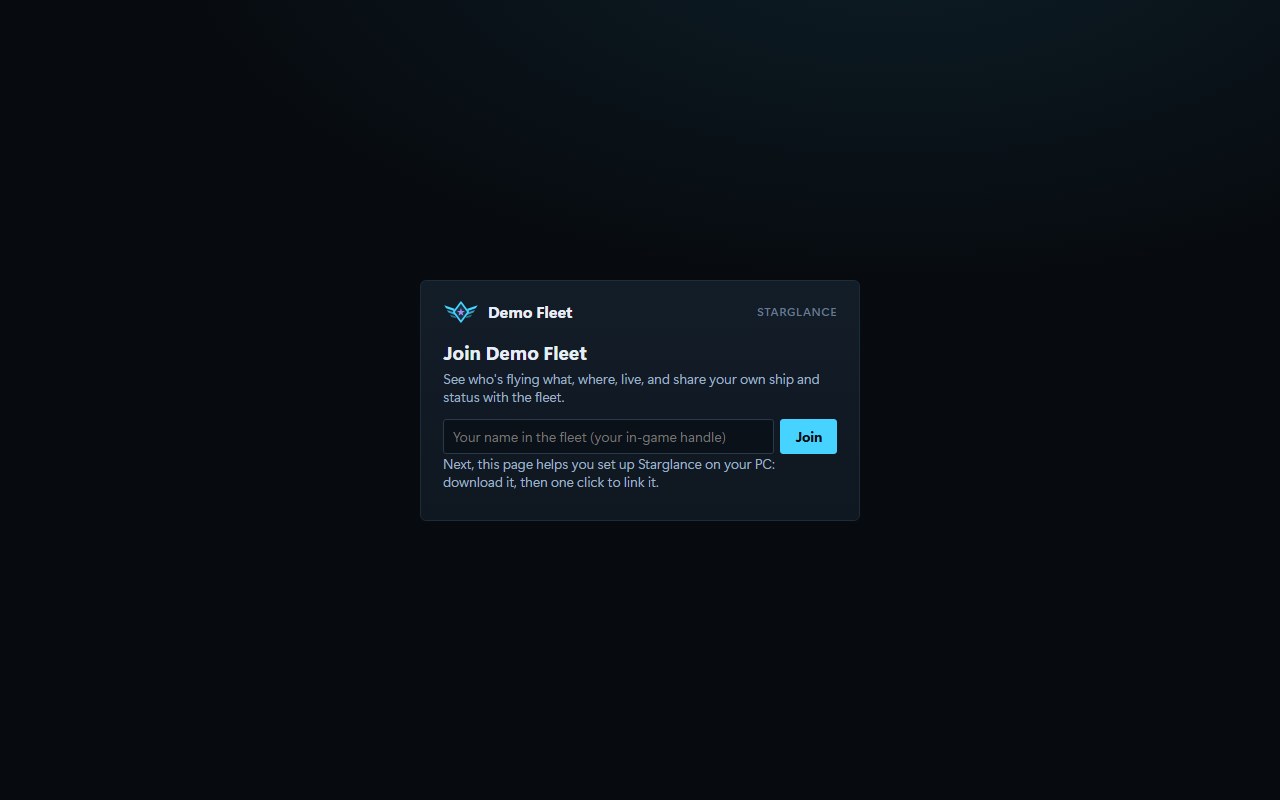 Demo Fleet
STARGLANCE
Join Demo Fleet
See who's flying what, where, live, and share your own ship and
status with the fleet.
Your name in the fleet (your in-game handle)
Join
Next, this page helps you set up Starglance on your PC:
download it, then one click to link it.